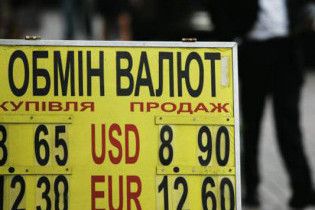 ОБМІН ВАЛЮТ
КУПІВЛЯ ПРОДАЖ
8 65 USD 8 90
12 30 EUR 12 60